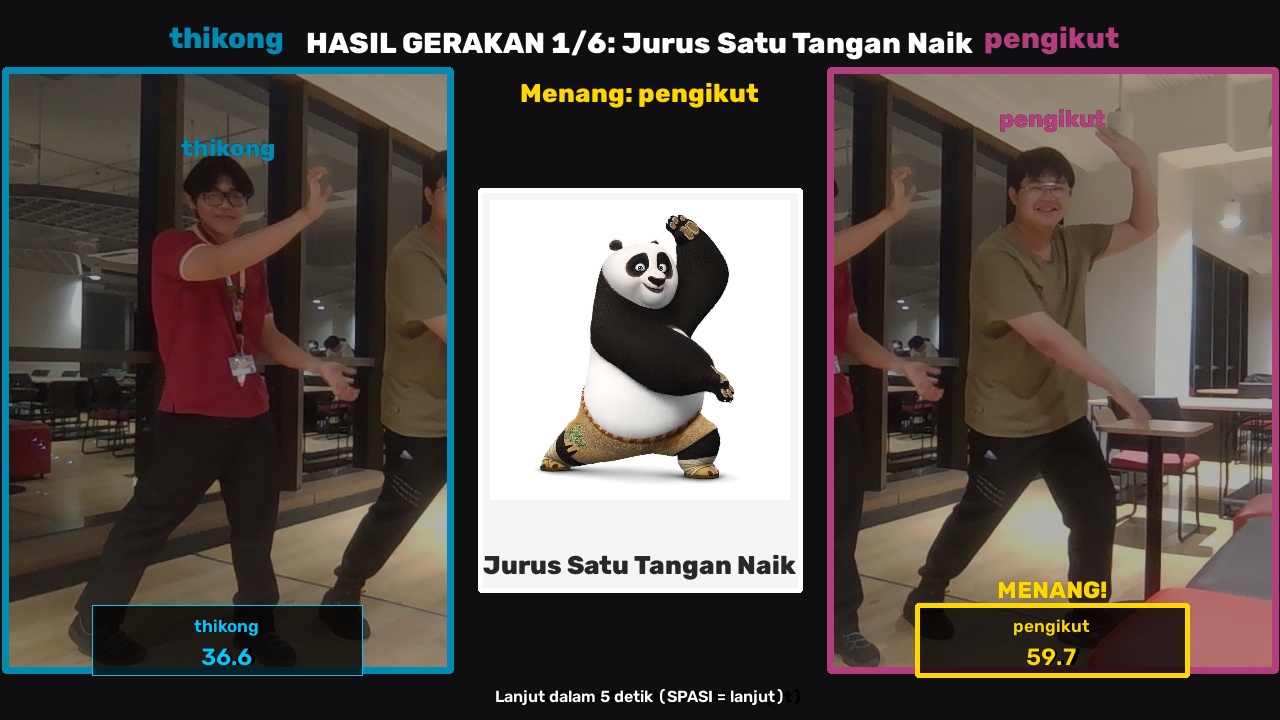 thikong
HASIL GERAKAN 1/6: Jurus Satu Tangan Naik
pengikut
Menang: pengikut
thikong
pengikut
Jurus Satu Tangan Naik
MENANG!
thikong
36.6
pengikut
59.7
Lanjut dalam 5 detik (SPASI = lanjut)